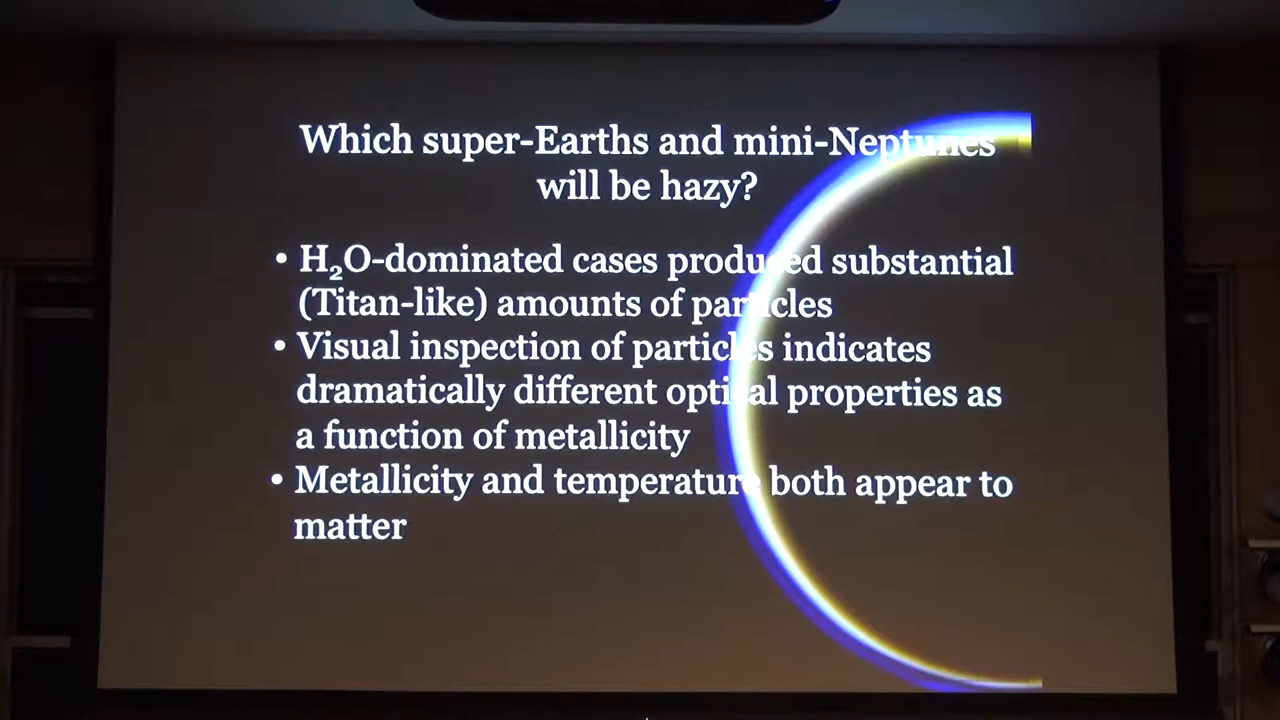 Which super-Earths and mini-Neptunes
will be hazy?
• H₂O-dominated cases produced substantial
(Titan-like) amounts of particles
• Visual inspection of particles indicates
dramatically different optical properties as
a function of metallicity
• Metallicity and temperature both appear to
matter